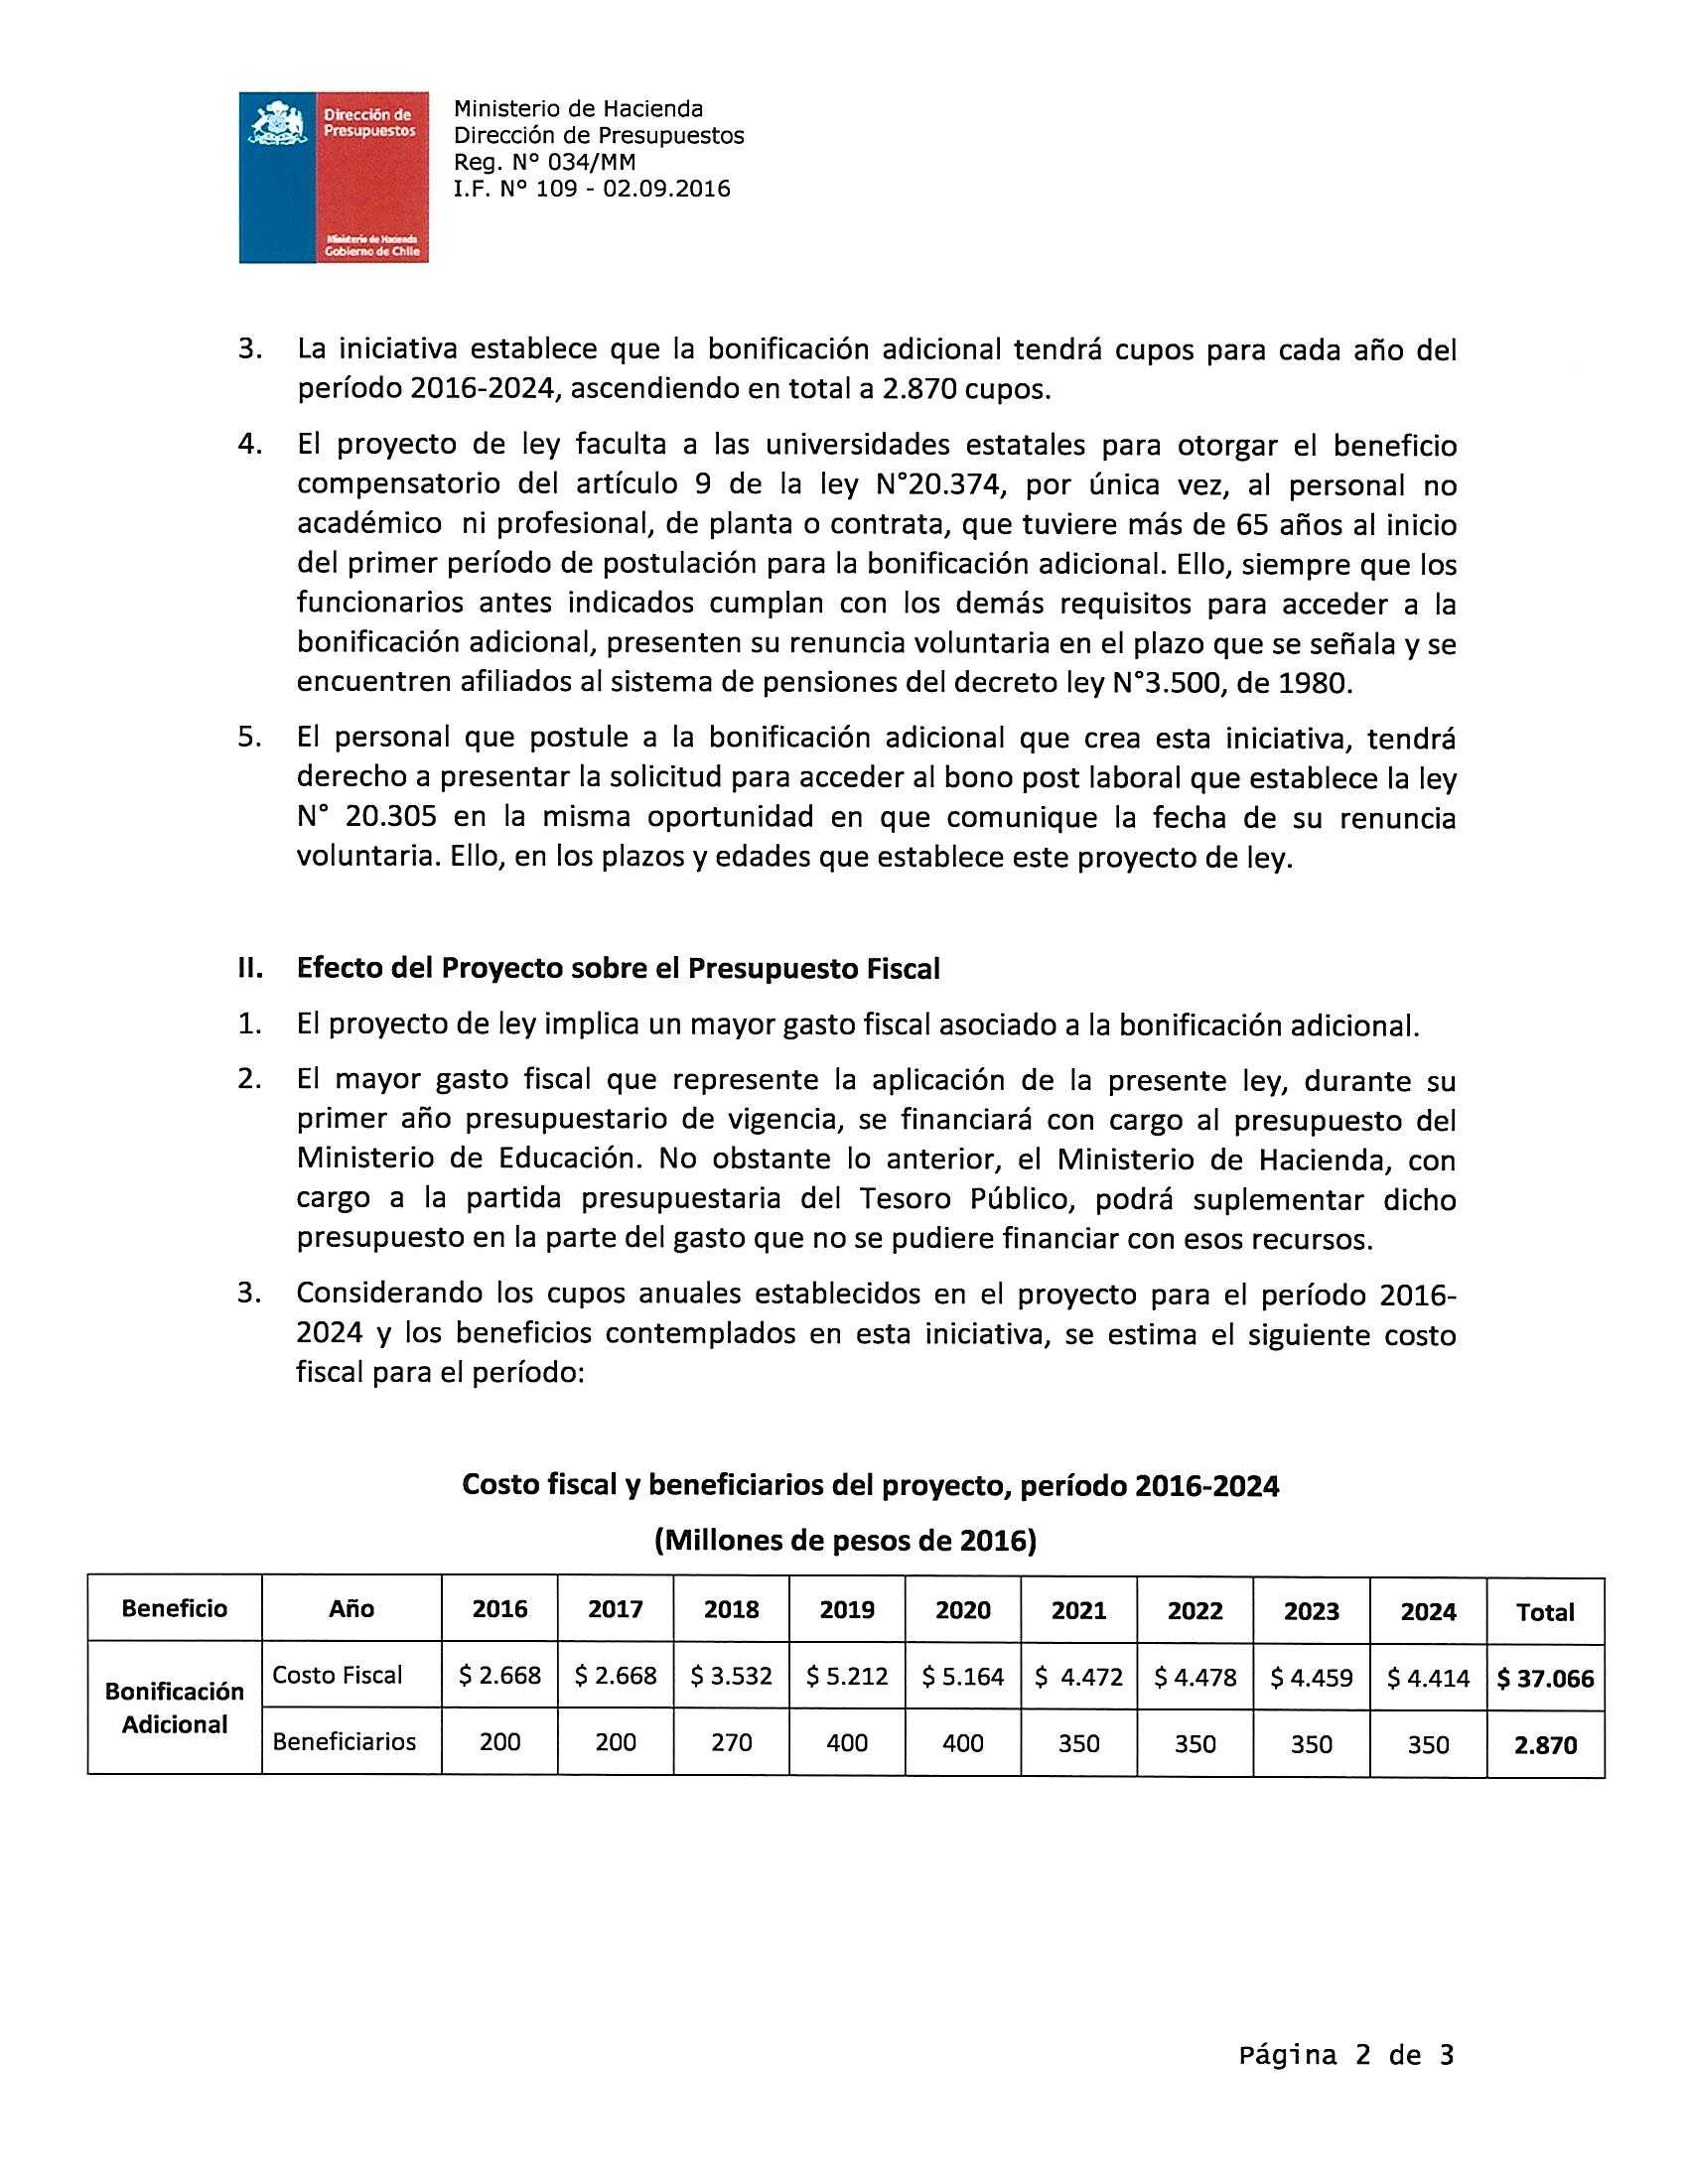 Dirección de
Presupuestos
Ministerio de Hacienda
Gobierno de Chile
Ministerio de Hacienda
Dirección de Presupuestos
Reg. Nº 034/MM
I.F. Nº 109 - 02.09.2016
3. La iniciativa establece que la bonificación adicional tendrá cupos para cada año del
período 2016-2024, ascendiendo en total a 2.870 cupos.
4. El proyecto de ley faculta a las universidades estatales para otorgar el beneficio
compensatorio del artículo 9 de la ley N°20.374, por única vez, al personal no
académico ni profesional, de planta o contrata, que tuviere más de 65 años al inicio
del primer período de postulación para la bonificación adicional. Ello, siempre que los
funcionarios antes indicados cumplan con los demás requisitos para acceder a la
bonificación adicional, presenten su renuncia voluntaria en el plazo que se señala y se
encuentren afiliados al sistema de pensiones del decreto ley N°3.500, de 1980.
5. El personal que postule a la bonificación adicional que crea esta iniciativa, tendrá
derecho a presentar la solicitud para acceder al bono post laboral que establece la ley
N° 20.305 en la misma oportunidad en que comunique la fecha de su renuncia
voluntaria. Ello, en los plazos y edades que establece este proyecto de ley.
II. Efecto del Proyecto sobre el Presupuesto Fiscal
1. El proyecto de ley implica un mayor gasto fiscal asociado a la bonificación adicional.
2. El mayor gasto fiscal que represente la aplicación de la presente ley, durante su
primer año presupuestario de vigencia, se financiará con cargo al presupuesto del
Ministerio de Educación. No obstante lo anterior, el Ministerio de Hacienda, con
cargo a la partida presupuestaria del Tesoro Público, podrá suplementar dicho
presupuesto en la parte del gasto que no se pudiere financiar con esos recursos.
3. Considerando los cupos anuales establecidos en el proyecto para el período 2016-
2024 y los beneficios contemplados en esta iniciativa, se estima el siguiente costo
fiscal para el período:
Costo fiscal y beneficiarios del proyecto, período 2016-2024
(Millones de pesos de 2016)
Beneficio Año 2016 2017 2018 2019 2020 2021 2022 2023 2024 Total
Bonificación Adicional Costo Fiscal $ 2.668 $ 2.668 $ 3.532 $ 5.212 $ 5.164 $ 4.472 $ 4.478 $ 4.459 $ 4.414 $ 37.066
Beneficiarios 200 200 270 400 400 350 350 350 350 2.870
Página 2 de 3